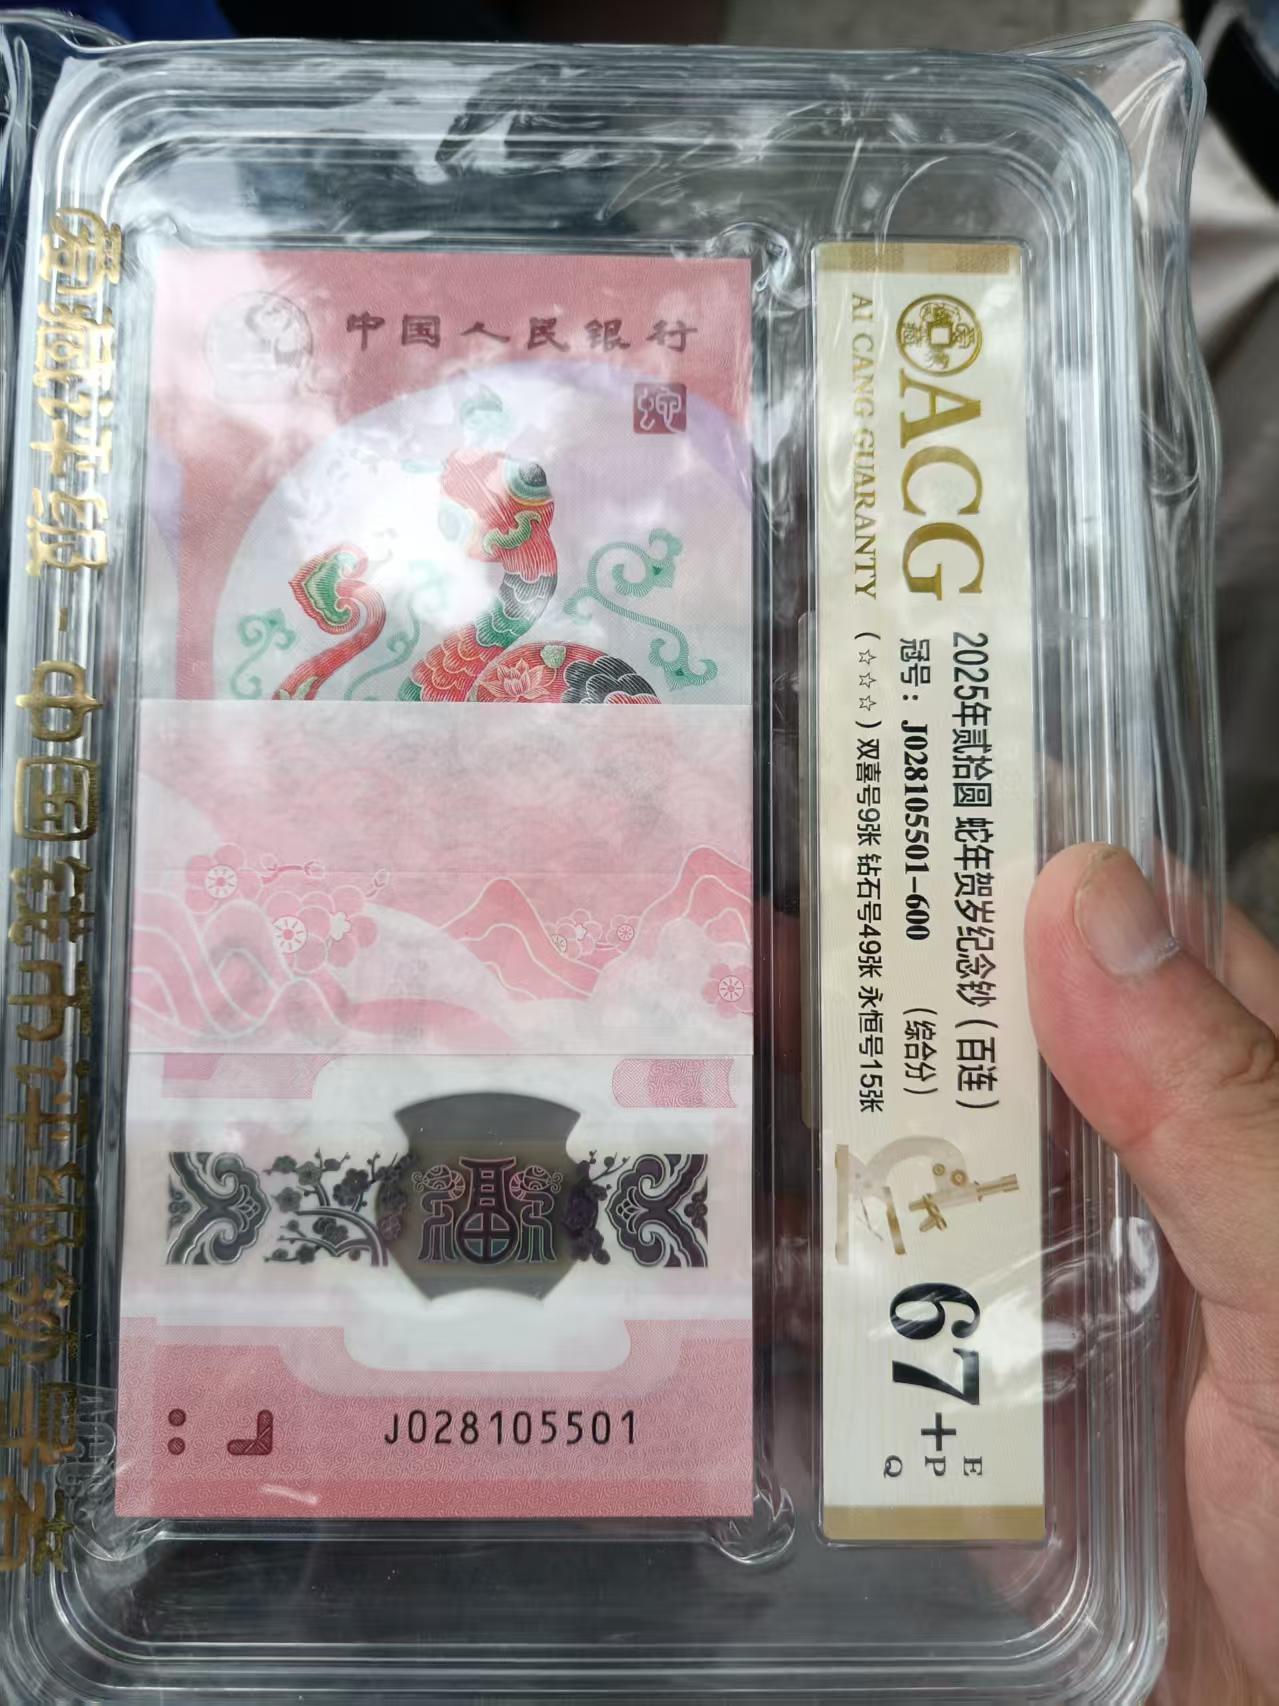 中国人民银行
蛇
J028105501
ACG
AI CANG GUARANTY
2025年贰拾圆 蛇年贺岁纪念钞（百连）
冠号：J028105501-600 （综合分）
（☆☆☆）双喜号9张 钻石号49张 永恒号15张
67+
E
P
Q